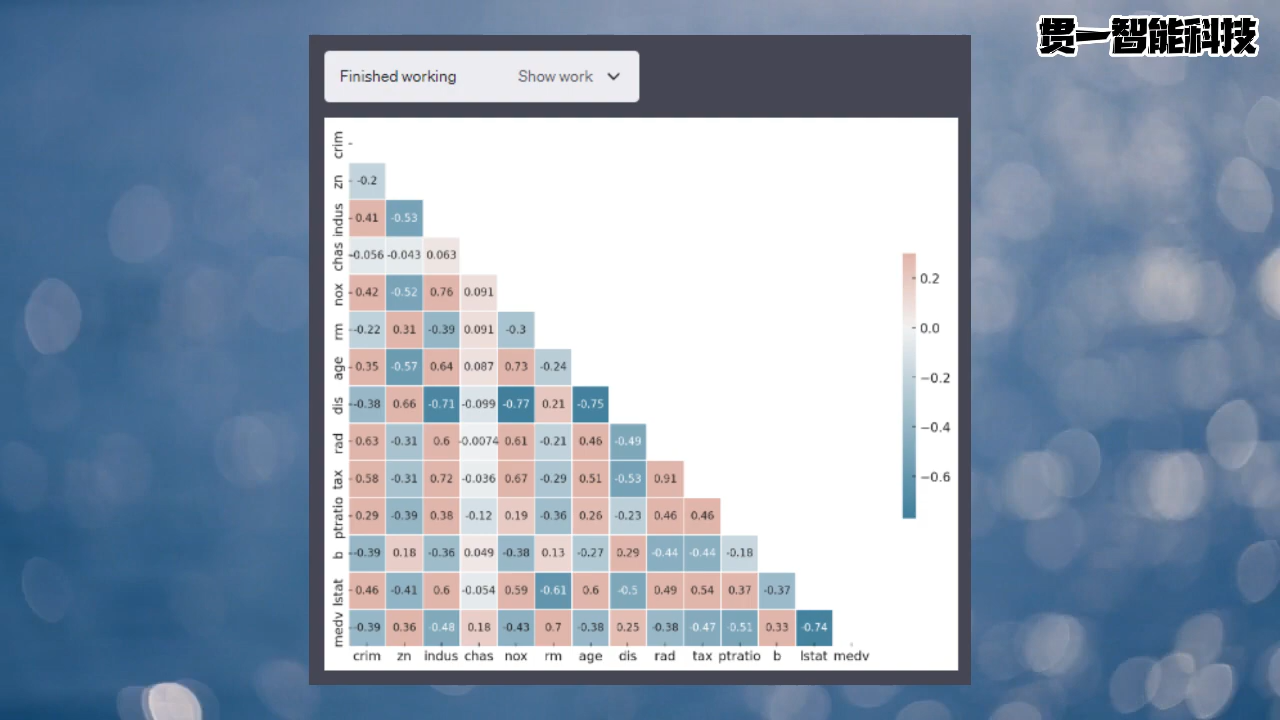 贯一智能科技
Finished working Show work
crim
zn -0.2
indus 0.41 -0.53
chas -0.056 -0.043 0.063
nox 0.42 -0.52 0.76 0.091
rm -0.22 0.31 -0.39 0.091 -0.3
age 0.35 -0.57 0.64 0.087 0.73 -0.24
dis -0.38 0.66 -0.71 -0.099 -0.77 0.21 -0.75
rad 0.63 -0.31 0.6 -0.0074 0.61 -0.21 0.46 -0.49
tax 0.58 -0.31 0.72 -0.036 0.67 -0.29 0.51 -0.53 0.91
ptratio 0.29 -0.39 0.38 -0.12 0.19 -0.36 0.26 -0.23 0.46 0.46
b -0.39 0.18 -0.36 0.049 -0.38 0.13 -0.27 0.29 -0.44 -0.44 -0.18
lstat 0.46 -0.41 0.6 -0.054 0.59 -0.61 0.6 -0.5 0.49 0.54 0.37 -0.37
medv -0.39 0.36 -0.48 0.18 -0.43 0.7 -0.38 0.25 -0.38 -0.47 -0.51 0.33 -0.74
crim zn indus chas nox rm age dis rad tax ptratio b lstat medv
0.2
0.0
−0.2
−0.4
−0.6